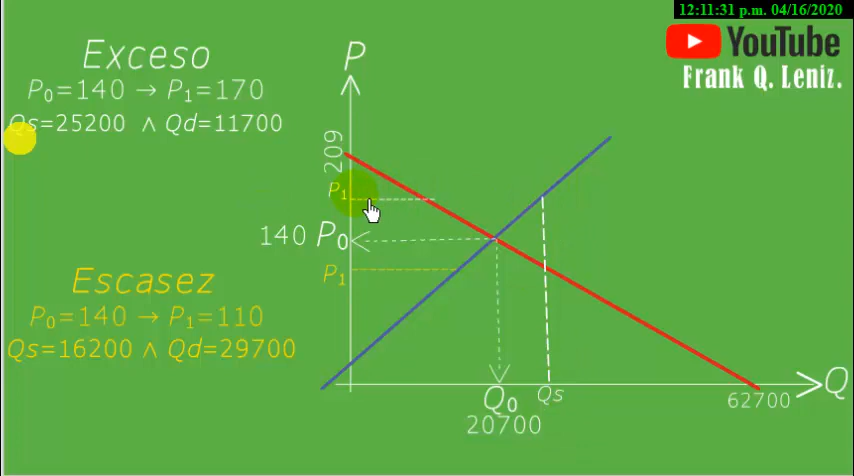 12:11:31 p.m. 04/16/2020
YouTube
Frank Q. Leniz.
Exceso
P₀=140 → P₁=170
Qs=25200 ∧ Qd=11700
P
209
P₁
140 P₀
P₁
Escasez
P₀=140 → P₁=110
Qs=16200 ∧ Qd=29700
Q
Q₀
Qs
62700
20700